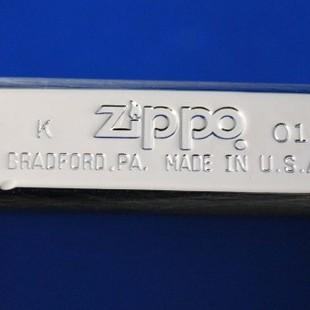 K Zippo 01
BRADFORD, PA. MADE IN U.S.A